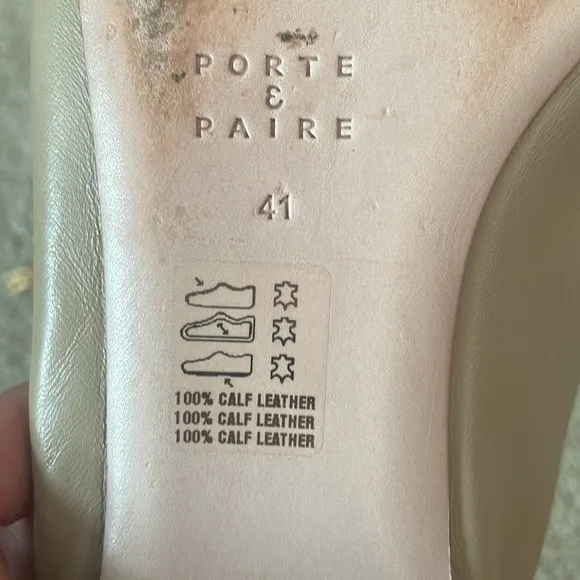 PORTE
&
PAIRE
41
100% CALF LEATHER
100% CALF LEATHER
100% CALF LEATHER